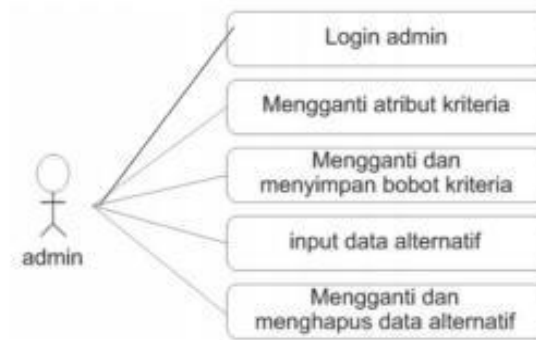 Login admin
Mengganti atribut kriteria
Mengganti dan
menyimpan bobot kriteria
input data alternatif
Mengganti dan
menghapus data alternatif
admin